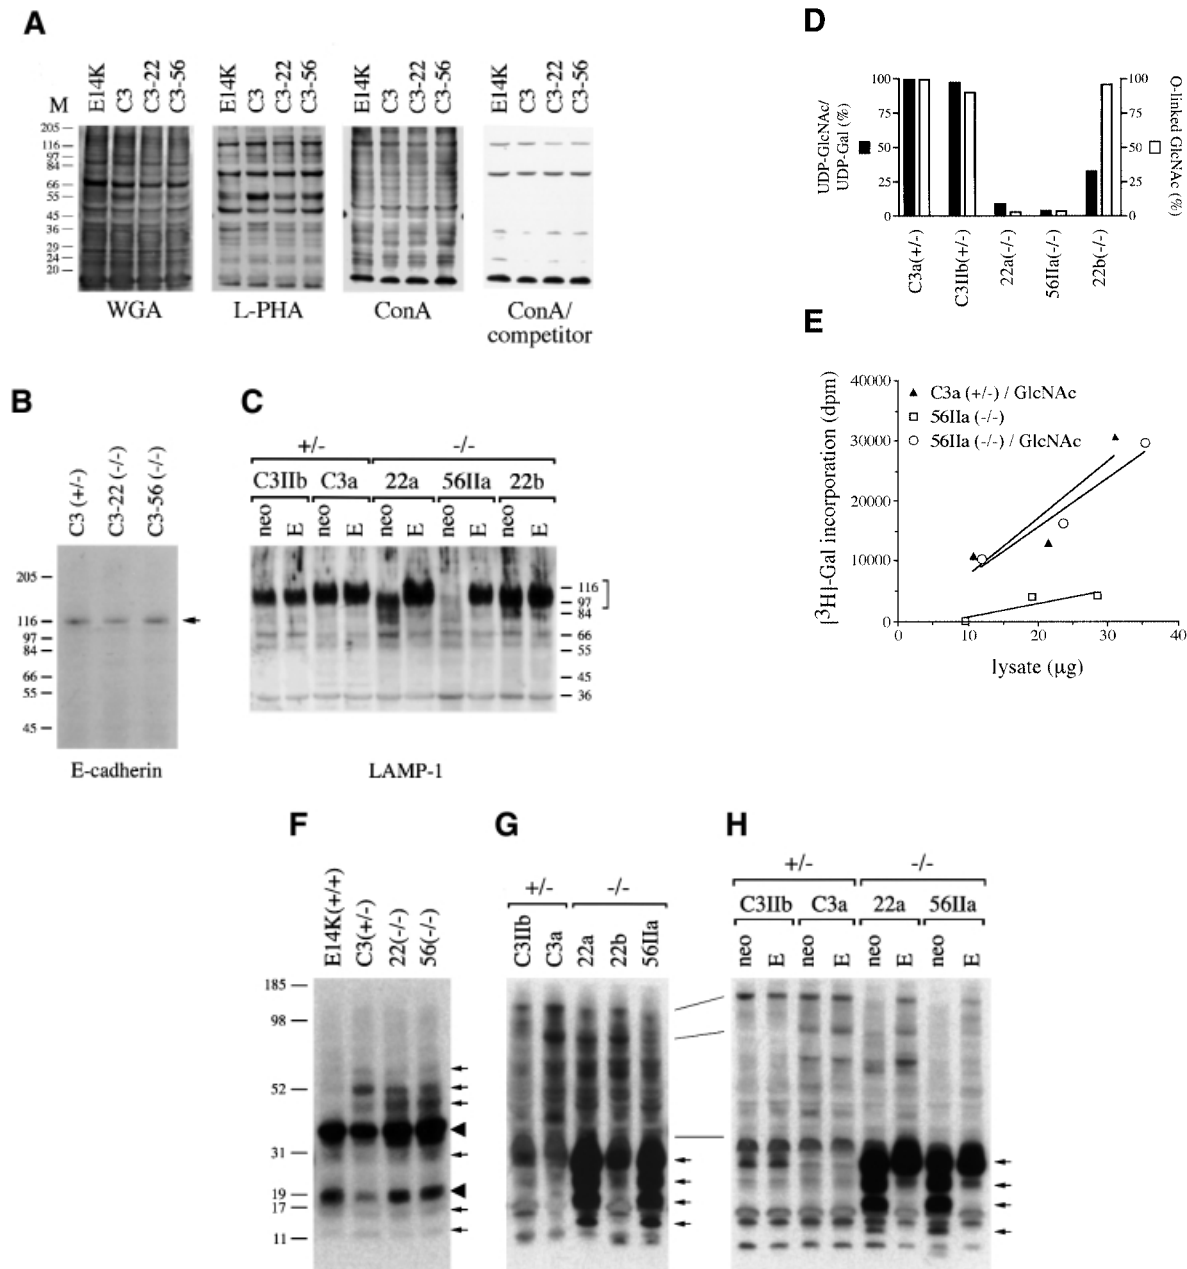 A
M
E14K
C3
C3-22
C3-56
E14K
C3
C3-22
C3-56
E14K
C3
C3-22
C3-56
E14K
C3
C3-22
C3-56
205
116
97
84
66
55
45
36
29
24
20
WGA
L-PHA
ConA
ConA/
competitor
B
C3 (+/-)
C3-22 (-/-)
C3-56 (-/-)
205
116
97
84
66
55
45
E-cadherin
C
+/-
-/-
C3IIb
C3a
22a
56IIa
22b
neo
E
neo
E
neo
E
neo
E
neo
E
116
97
84
66
55
45
36
LAMP-1
D
UDP-GlcNAc/
UDP-Gal (%)
100
75
50
25
0
100
75
50
25
0
O-linked GlcNAc (%)
C3a(+/-)
C3IIb(+/-)
22a(-/-)
56IIa(-/-)
22b(-/-)
E
[3H]-Gal incorporation (dpm)
40000
30000
20000
10000
0
C3a (+/-) / GlcNAc
56IIa (-/-)
56IIa (-/-) / GlcNAc
0
10
20
30
40
lysate (µg)
F
E14K(+/+)
C3(+/-)
22(-/-)
56(-/-)
185
98
52
31
19
17
11
G
+/-
-/-
C3IIb
C3a
22a
22b
56IIa
H
+/-
-/-
C3IIb
C3a
22a
56IIa
neo
E
neo
E
neo
E
neo
E